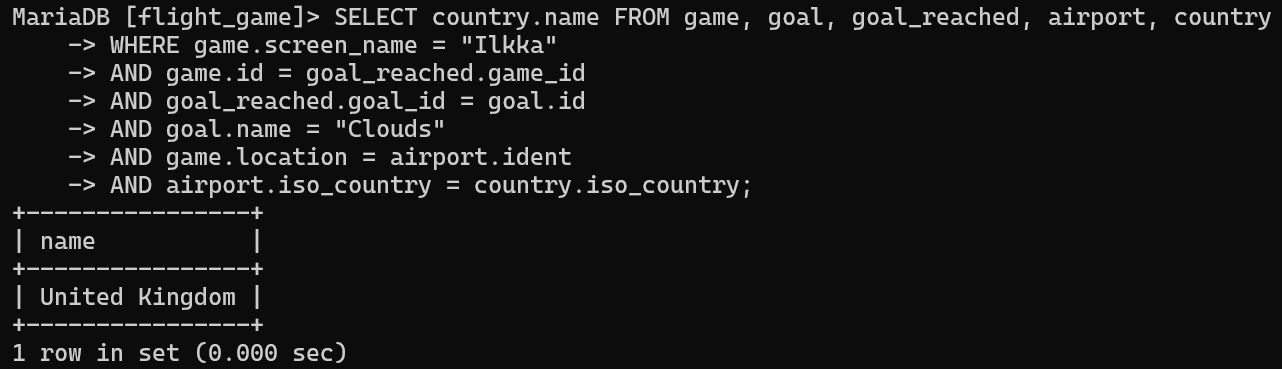 MariaDB [flight_game]> SELECT country.name FROM game, goal, goal_reached, airport, country
    -> WHERE game.screen_name = "Ilkka"
    -> AND game.id = goal_reached.game_id
    -> AND goal_reached.goal_id = goal.id
    -> AND goal.name = "Clouds"
    -> AND game.location = airport.ident
    -> AND airport.iso_country = country.iso_country;
+----------------+
| name           |
+----------------+
| United Kingdom |
+----------------+
1 row in set (0.000 sec)